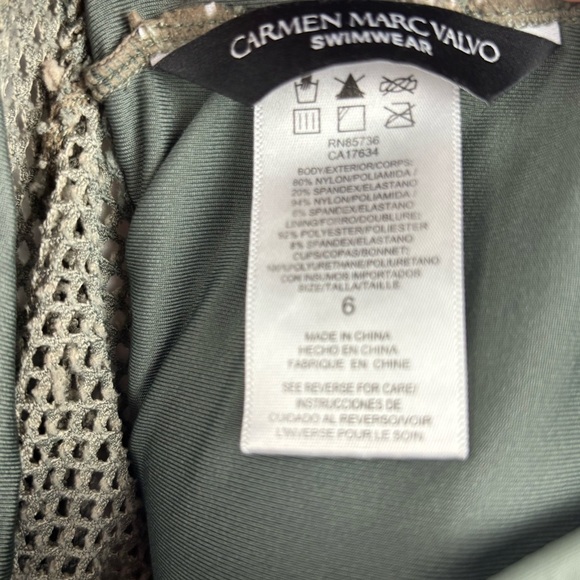 CARMEN MARC VALVO
SWIMWEAR
RN85736
CA17634
BODY/EXTERIOR/CORPS:
80% NYLON/POLIAMIDA /
20% SPANDEX/ELASTANO
94% NYLON/POLIAMIDA /
6% SPANDEX/ELASTANO
LINING/FORRO/DOUBLURE:
92% POLYESTER/POLIESTER
8% SPANDEX/ELASTANO
CUPS/COPAS/BONNET:
100%POLYURETHANE/POLIURETANO
CON INSUMOS IMPORTADOS
SIZE/TALLA/TAILLE:
6
MADE IN CHINA
HECHO EN CHINA
FABRIQUE EN CHINE
SEE REVERSE FOR CARE/
INSTRUCCIONES DE
CUIDADO AL REVERSO/VOIR
L'INVERSE POUR LE SOIN.